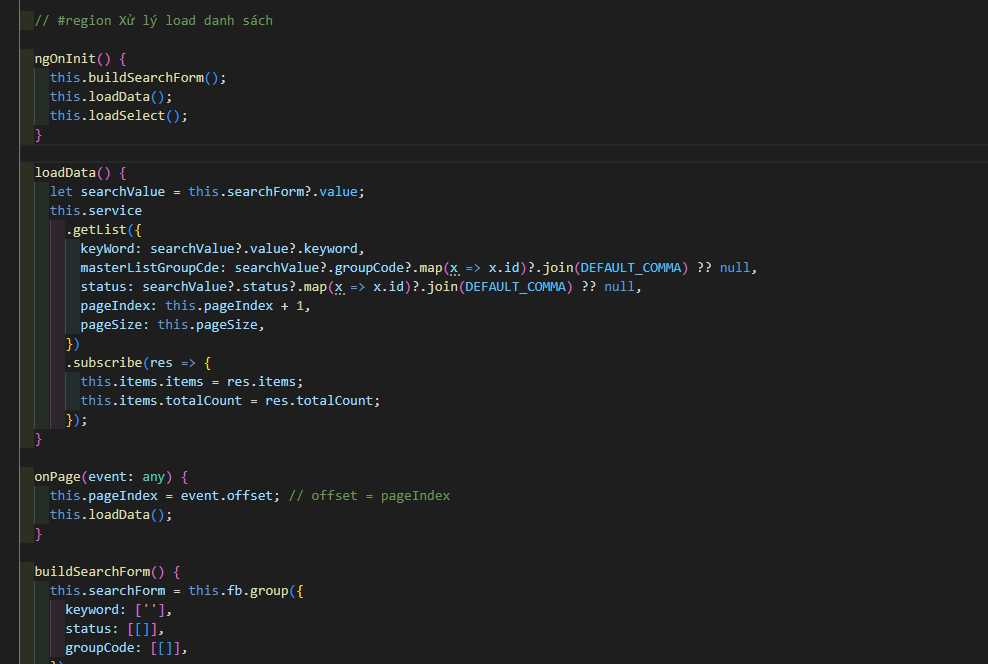 // #region Xử lý load danh sách
ngOnInit() {
this.buildSearchForm();
this.loadData();
this.loadSelect();
}
loadData() {
let searchValue = this.searchForm?.value;
this.service
.getList({
keyWord: searchValue?.value?.keyword,
masterListGroupCde: searchValue?.groupCode?.map(x => x.id)?.join(DEFAULT_COMMA) ?? null,
status: searchValue?.status?.map(x => x.id)?.join(DEFAULT_COMMA) ?? null,
pageIndex: this.pageIndex + 1,
pageSize: this.pageSize,
})
.subscribe(res => {
this.items.items = res.items;
this.items.totalCount = res.totalCount;
});
}
onPage(event: any) {
this.pageIndex = event.offset; // offset = pageIndex
this.loadData();
}
buildSearchForm() {
this.searchForm = this.fb.group({
keyword: [''],
status: [[]],
groupCode: [[]],